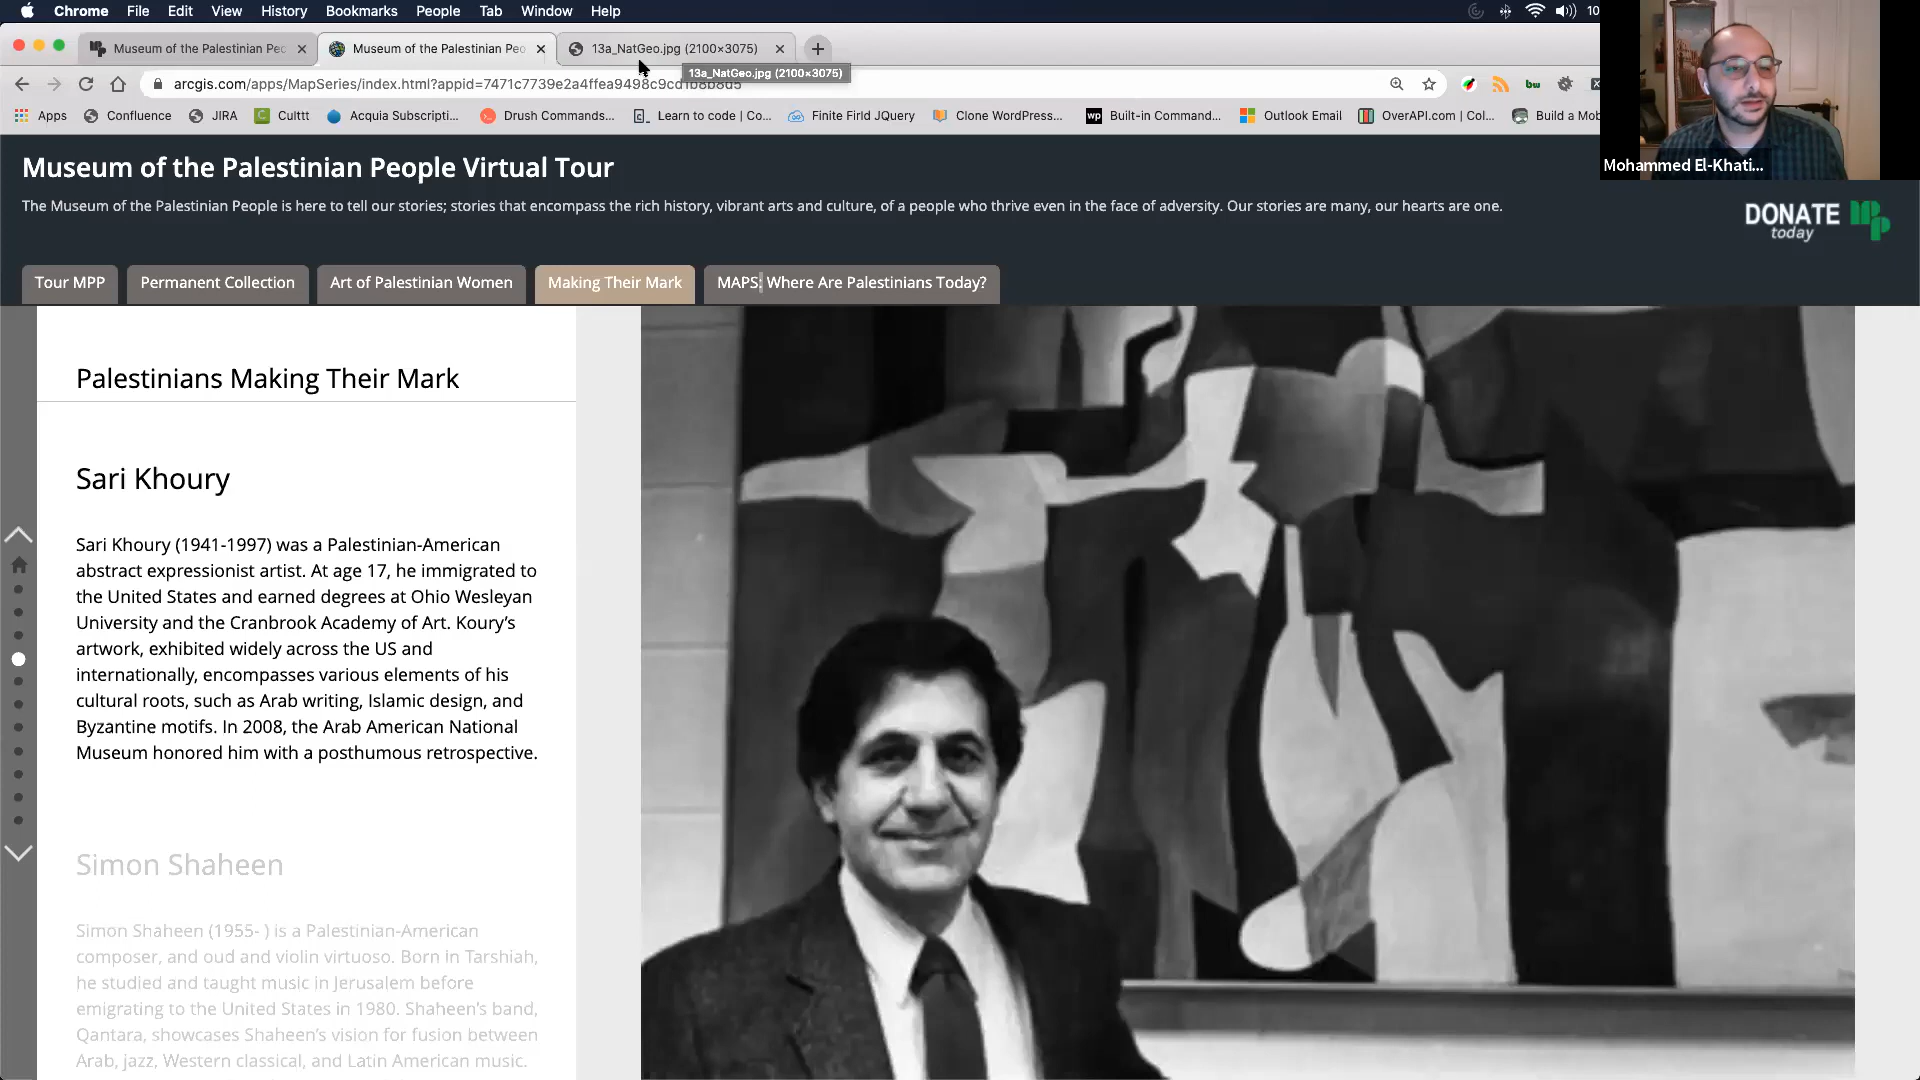 Chrome File Edit View History Bookmarks People Tab Window Help 10
Museum of the Palestinian Pe
Museum of the Palestinian Peo
13a_NatGeo.jpg (2100×3075)
13a_NatGeo.jpg (2100×3075)
arcgis.com/apps/MapSeries/index.html?appid=7471c7739e2a4ffea9498c9cd1b8b8d5
Apps Confluence JIRA Culttt Acquia Subscripti... Drush Commands... Learn to code | Co... Finite Firld JQuery Clone WordPress... Built-in Command... Outlook Email OverAPI.com | Col... Build a Mob
Mohammed El-Khati...
Museum of the Palestinian People Virtual Tour
The Museum of the Palestinian People is here to tell our stories; stories that encompass the rich history, vibrant arts and culture, of a people who thrive even in the face of adversity. Our stories are many, our hearts are one.
DONATE
today
Tour MPP
Permanent Collection
Art of Palestinian Women
Making Their Mark
MAPS: Where Are Palestinians Today?
Palestinians Making Their Mark
Sari Khoury
Sari Khoury (1941-1997) was a Palestinian-American
abstract expressionist artist. At age 17, he immigrated to
the United States and earned degrees at Ohio Wesleyan
University and the Cranbrook Academy of Art. Koury's
artwork, exhibited widely across the US and
internationally, encompasses various elements of his
cultural roots, such as Arab writing, Islamic design, and
Byzantine motifs. In 2008, the Arab American National
Museum honored him with a posthumous retrospective.
Simon Shaheen
Simon Shaheen (1955- ) is a Palestinian-American
composer, and oud and violin virtuoso. Born in Tarshiah,
he studied and taught music in Jerusalem before
emigrating to the United States in 1980. Shaheen's band,
Qantara, showcases Shaheen's vision for fusion between
Arab, jazz, Western classical, and Latin American music.